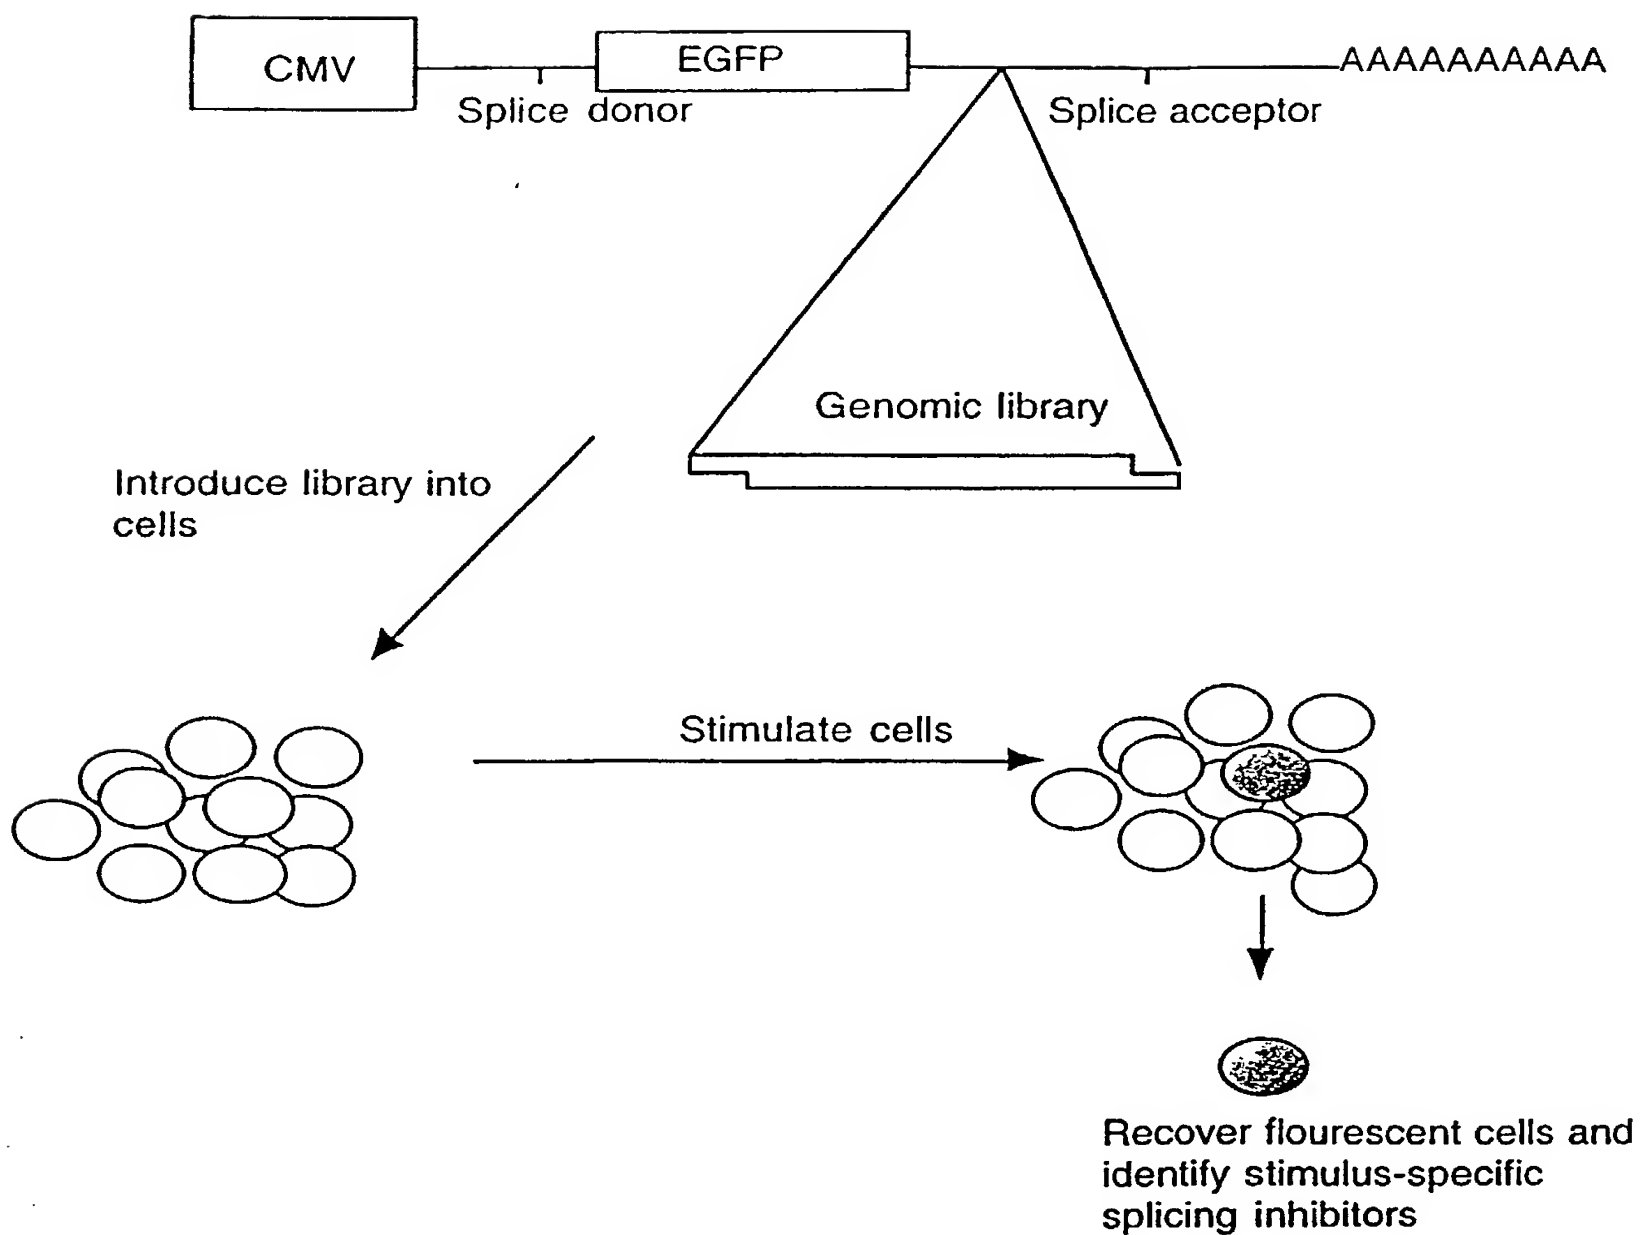 CMV
EGFP
AAAAAAAAAA
Splice donor
Splice acceptor
Genomic library
Introduce library into
cells
Stimulate cells
Recover flourescent cells and
identify stimulus-specific
splicing inhibitors